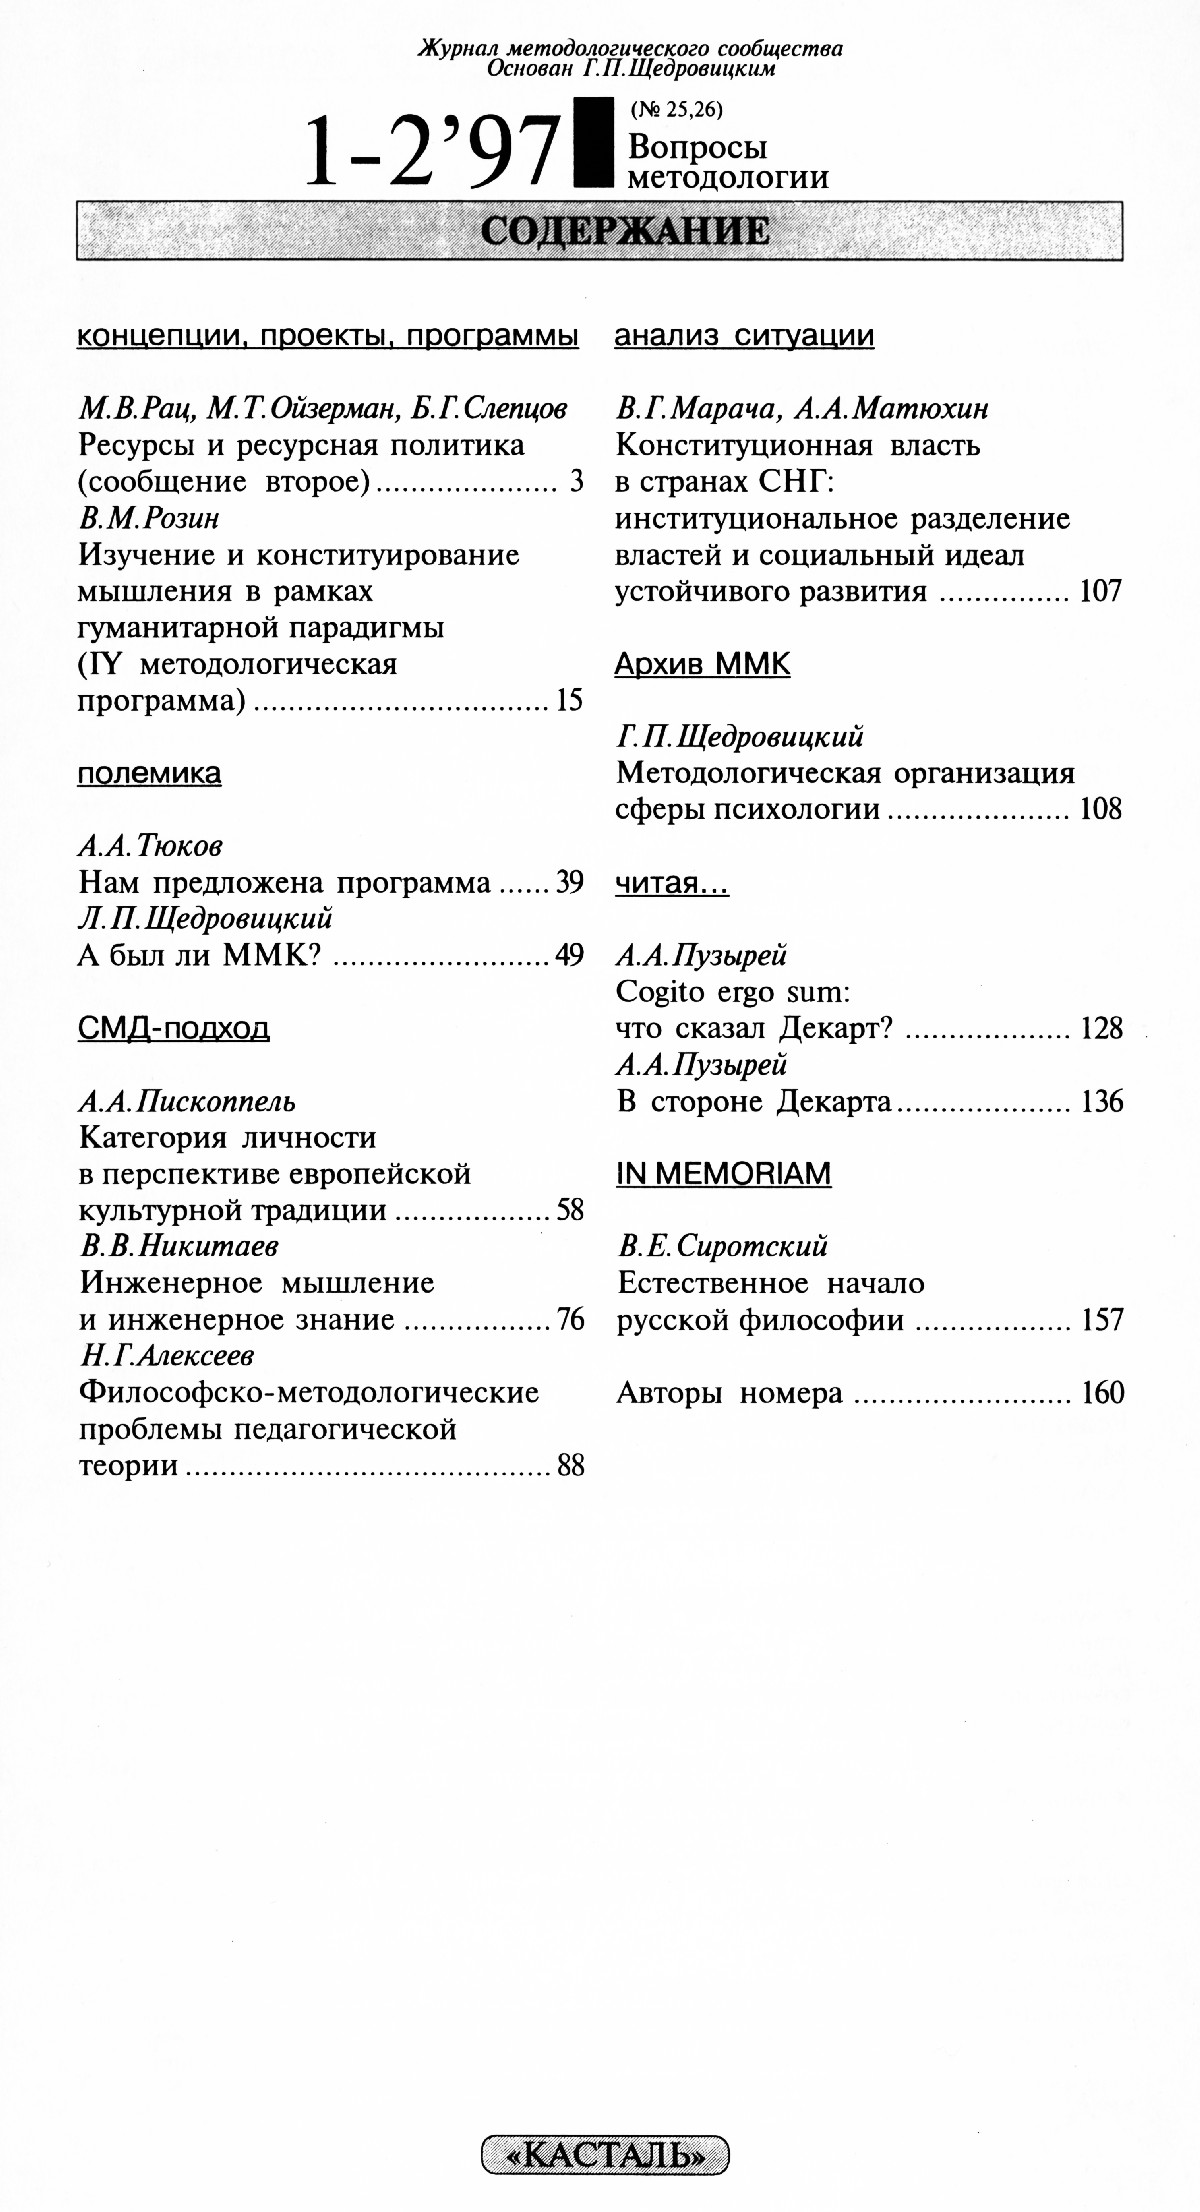 Журнал методологического сообщества
Основан Г.П.Щедровицким
1-2’97
(№ 25,26)
Вопросы
методологии
СОДЕРЖАНИЕ
концепции, проекты, программы
М.В.Рац, М.Т.Ойзерман, Б.Г.Слепцов
Ресурсы и ресурсная политика
(сообщение второе)..................... 3
В.М.Розин
Изучение и конституирование
мышления в рамках
гуманитарной парадигмы
(IY методологическая
программа).................................. 15
полемика
А.А.Тюков
Нам предложена программа ...... 39
Л.П.Щедровицкий
А был ли ММК? ......................... 49
СМД-подход
А.А.Пископпель
Категория личности
в перспективе европейской
культурной традиции .................. 58
В.В.Никитаев
Инженерное мышление
и инженерное знание ................. 76
Н.Г.Алексеев
Философско-методологические
проблемы педагогической
теории.......................................... 88
анализ ситуации
В.Г.Марача, А.А.Матюхин
Конституционная власть
в странах СНГ:
институциональное разделение
властей и социальный идеал
устойчивого развития ............... 107
Архив ММК
Г.П.Щедровицкий
Методологическая организация
сферы психологии..................... 108
читая...
А.А.Пузырей
Cogito ergo sum:
что сказал Декарт? ................... 128
А.А.Пузырей
В стороне Декарта.................... 136
IN MEMORIAM
В.Е.Сиротский
Естественное начало
русской философии .................. 157
Авторы номера ......................... 160
«КАСТАЛЬ»